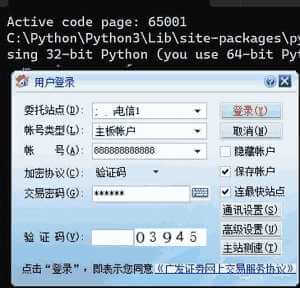 Active code page: 65001
C:\Python\Python3\Lib\site-packages\py
sing 32-bit Python (you use 64-bit Pyt
用户登录
委托站点(D): 电信1 登录(Y)
帐号类型(L): 主板帐户 取消(N)
帐 号(A): 888888888888 隐藏帐户
加密协议(C): 验证码 保存帐户
交易密码(G): ****** 连最快站点
通讯设置(S)
高级设置(U)
验 证 码(V): 03945 主站测速(T)
点击“登录”，即表示您同意《广发证券网上交易服务协议》